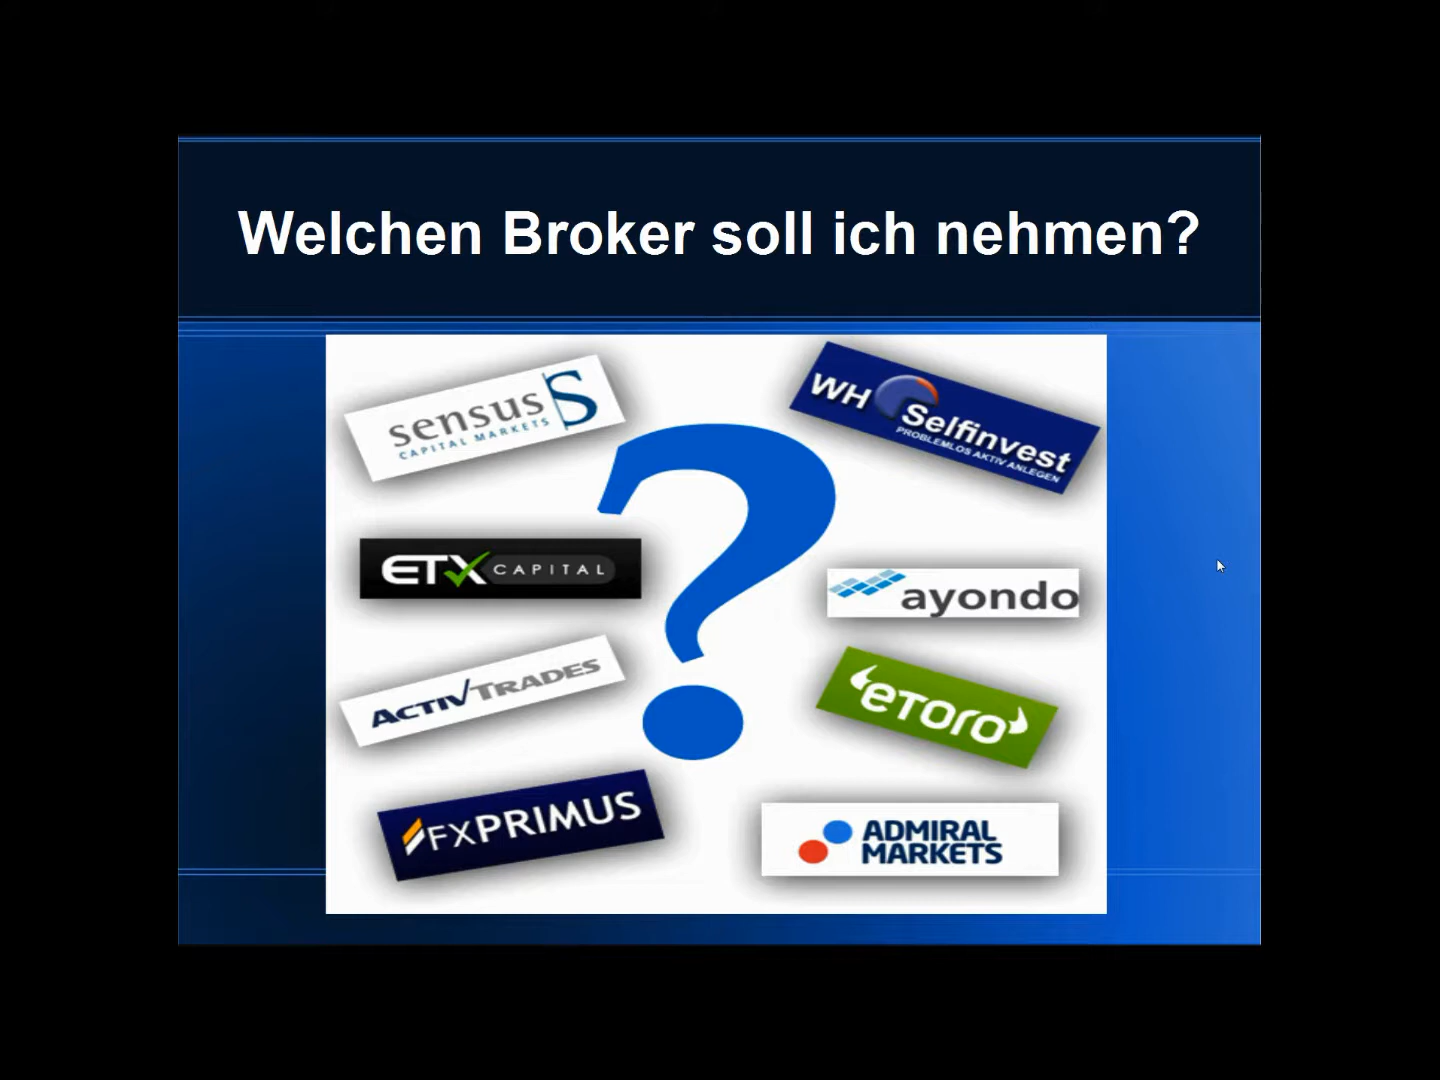 Welchen Broker soll ich nehmen?
sensus S
CAPITAL MARKETS
WH Selfinvest
PROBLEMLOS AKTIV ANLEGEN
?
ETX CAPITAL
ayondo
ACTIVTRADES
eToro
FXPRIMUS
ADMIRAL
MARKETS